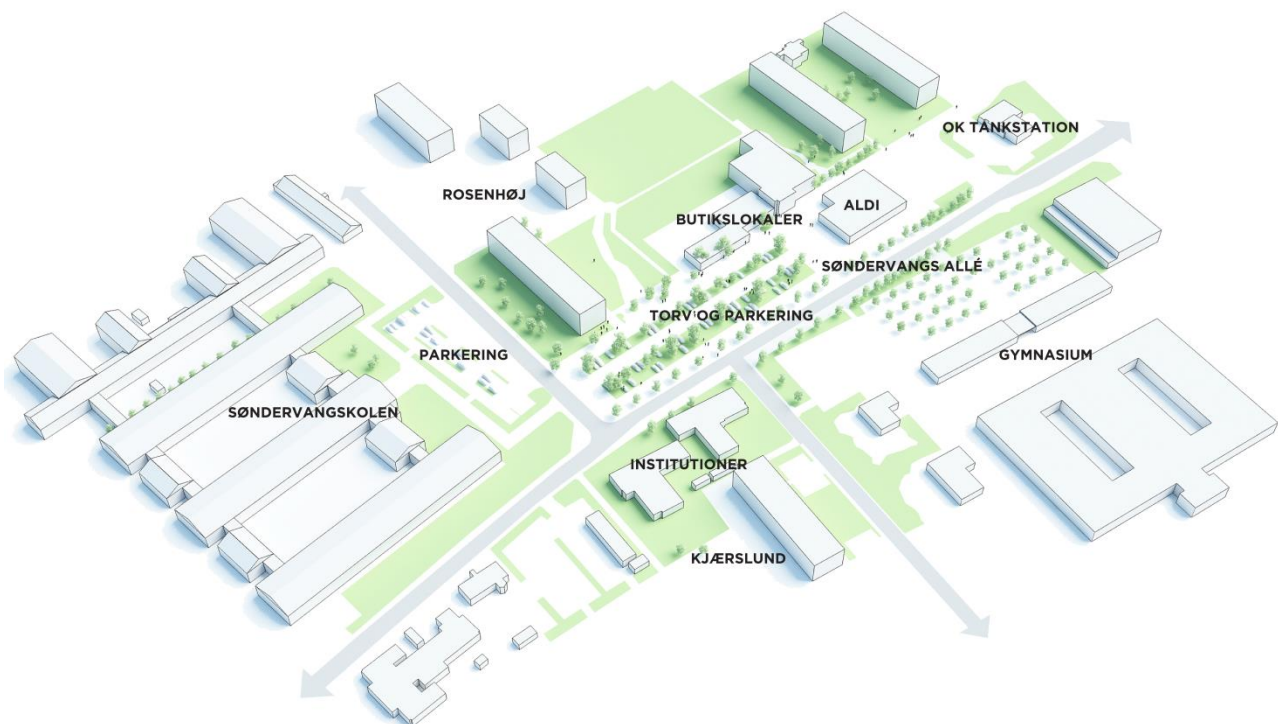 OK TANKSTATION
ROSENHØJ
ALDI
BUTIKSLOKALER
SØNDERVANGS ALLÉ
TORV OG PARKERING
PARKERING
GYMNASIUM
SØNDERVANGSKOLEN
INSTITUTIONER
KJÆRSLUND